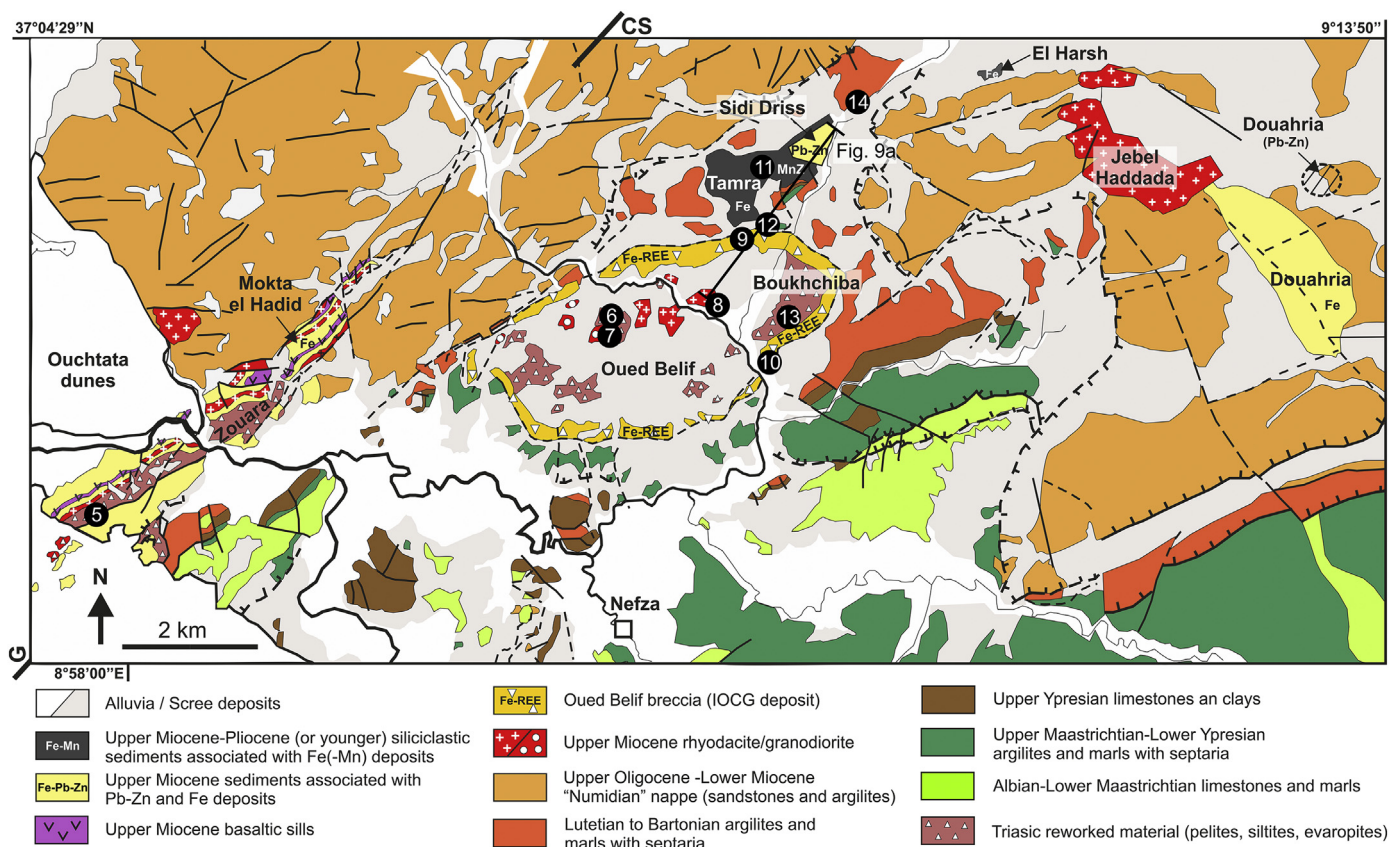 37°04'29”N
CS
9°13'50”
El Harsh
Fe
Sidi Driss
14
Douahria
(Pb-Zn)
Pb-Zn
Fig. 9a
11
MnZ
Tamra
Fe
Jebel
Haddada
12
9
Fe-REE
Mokta
el Hadid
Boukhchiba
Douahria
Fe
8
6
13
7
Fe-REE
Fe
Ouchtata
dunes
Oued Belif
10
Zouara
Fe-REE
5
N
2 km
Nefza
G
8°58'00”E
Alluvia / Scree deposits
Fe-Mn
Upper Miocene-Pliocene (or younger) siliciclastic
sediments associated with Fe(-Mn) deposits
Fe-Pb-Zn
Upper Miocene sediments associated with
Pb-Zn and Fe deposits
Upper Miocene basaltic sills
Fe-REE
Oued Belif breccia (IOCG deposit)
Upper Miocene rhyodacite/granodiorite
Upper Oligocene -Lower Miocene
“Numidian” nappe (sandstones and argilites)
Lutetian to Bartonian argilites and
marls with septaria
Upper Ypresian limestones an clays
Upper Maastrichtian-Lower Ypresian
argilites and marls with septaria
Albian-Lower Maastrichtian limestones and marls
Triasic reworked material (pelites, siltites, evaropites)